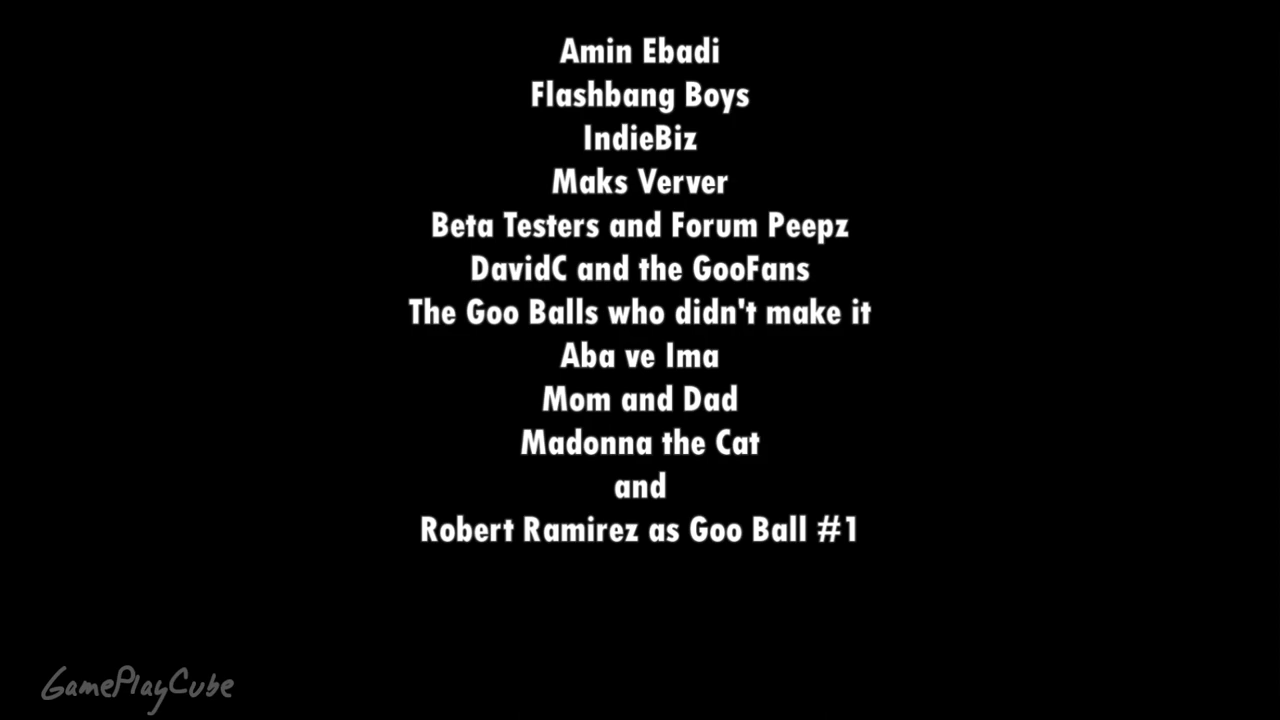 Amin Ebadi
Flashbang Boys
IndieBiz
Maks Verver
Beta Testers and Forum Peepz
DavidC and the GooFans
The Goo Balls who didn't make it
Aba ve Ima
Mom and Dad
Madonna the Cat
and
Robert Ramirez as Goo Ball #1
GamePlayCube